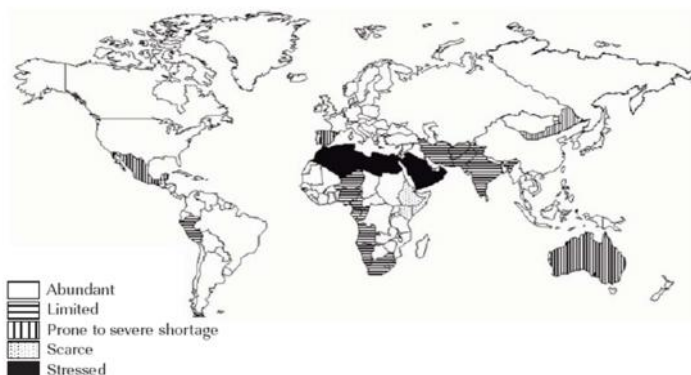 Abundant
Limited
Prone to severe shortage
Scarce
Stressed